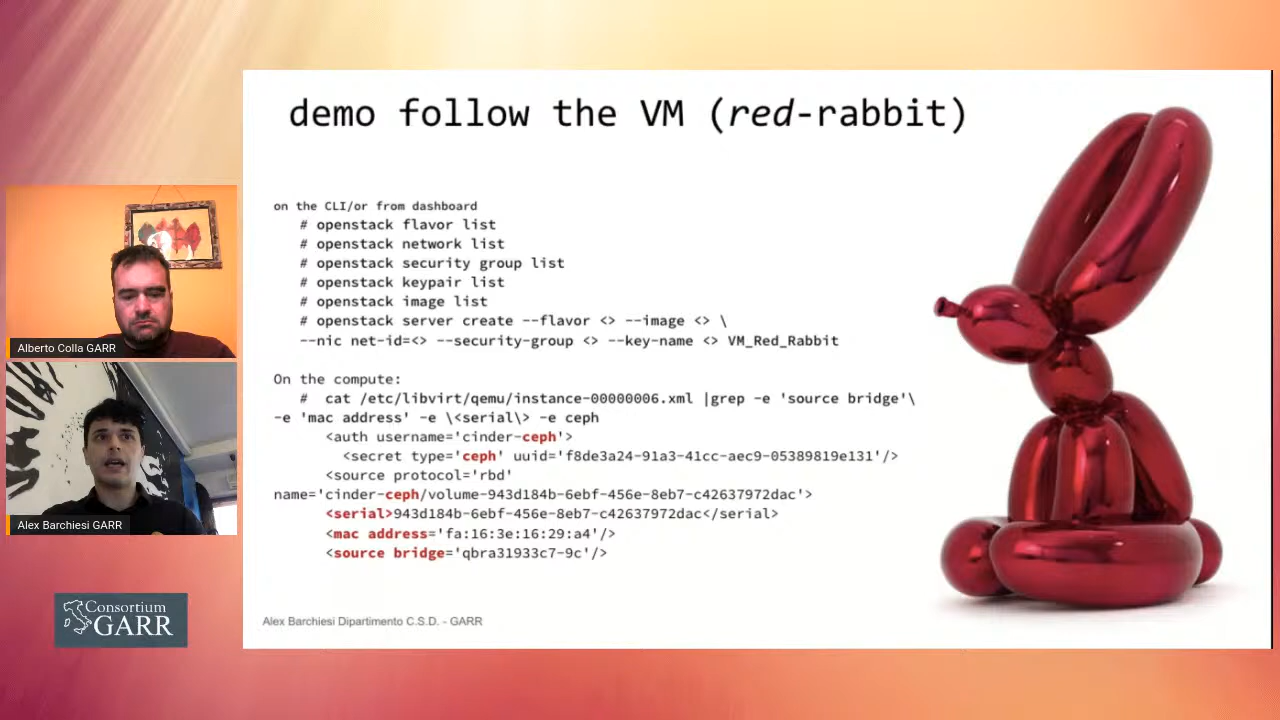 demo follow the VM (red-rabbit)
on the CLI/or from dashboard
# openstack flavor list
# openstack network list
# openstack security group list
# openstack keypair list
# openstack image list
# openstack server create --flavor <> --image <> \
--nic net-id=<> --security-group <> --key-name <> VM_Red_Rabbit
On the compute:
# cat /etc/libvirt/qemu/instance-00000006.xml |grep -e 'source bridge'\
-e 'mac address' -e \<serial\> -e ceph
<auth username='cinder-ceph'>
<secret type='ceph' uuid='f8de3a24-91a3-41cc-aec9-05389819e131'/>
<source protocol='rbd'
name='cinder-ceph/volume-943d184b-6ebf-456e-8eb7-c42637972dac'>
<serial>943d184b-6ebf-456e-8eb7-c42637972dac</serial>
<mac address='fa:16:3e:16:29:a4'/>
<source bridge='qbra31933c7-9c'/>
Alex Barchiesi Dipartimento C.S.D. - GARR
Alberto Colla GARR
Alex Barchiesi GARR
Consortium
GARR